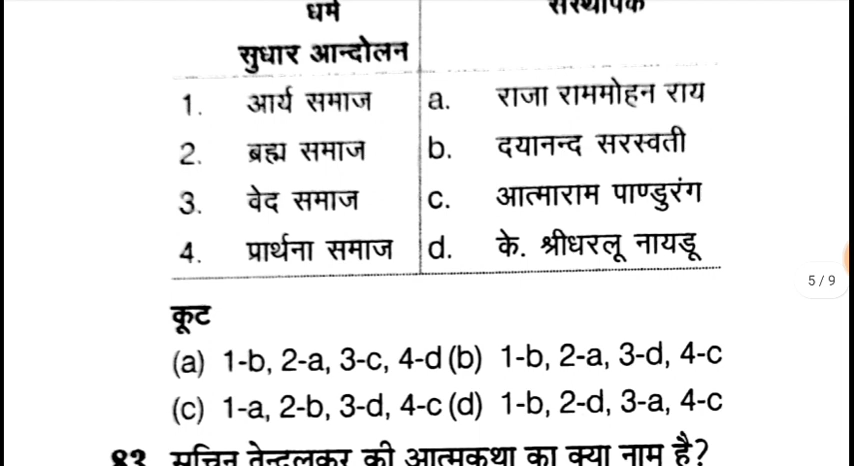 धर्म संस्थापक
सुधार आन्दोलन
1. आर्य समाज a. राजा राममोहन राय
2. ब्रह्म समाज b. दयानन्द सरस्वती
3. वेद समाज c. आत्माराम पाण्डुरंग
4. प्रार्थना समाज d. के. श्रीधरलू नायडू
5 / 9
कूट
(a) 1-b, 2-a, 3-c, 4-d (b) 1-b, 2-a, 3-d, 4-c
(c) 1-a, 2-b, 3-d, 4-c (d) 1-b, 2-d, 3-a, 4-c
83 सचिन तेन्दुलकर की आत्मकथा का क्या नाम है?